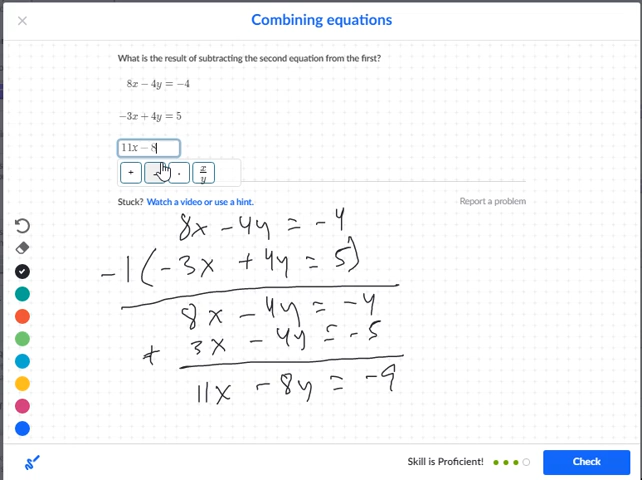 Combining equations
What is the result of subtracting the second equation from the first?
8x − 4y = −4
−3x + 4y = 5
11x − 8
+ - · x/y
Stuck? Watch a video or use a hint.
Report a problem
8x - 4y = -4
-1 (-3x + 4y = 5)
8x - 4y = -4
+ 3x - 4y = -5
11x - 8y = -9
Skill is Proficient!
Check